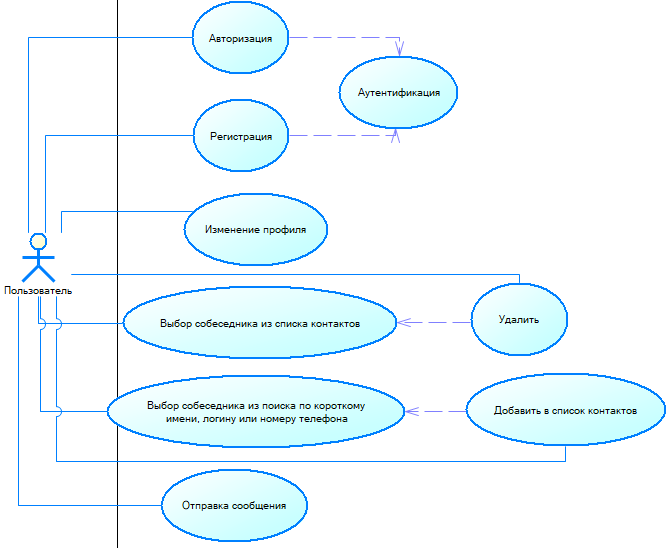 Авторизация
Аутентификация
Регистрация
Изменение профиля
Пользователь
Выбор собеседника из списка контактов
Удалить
Выбор собеседника из поиска по короткому
имени, логину или номеру телефона
Добавить в список контактов
Отправка сообщения